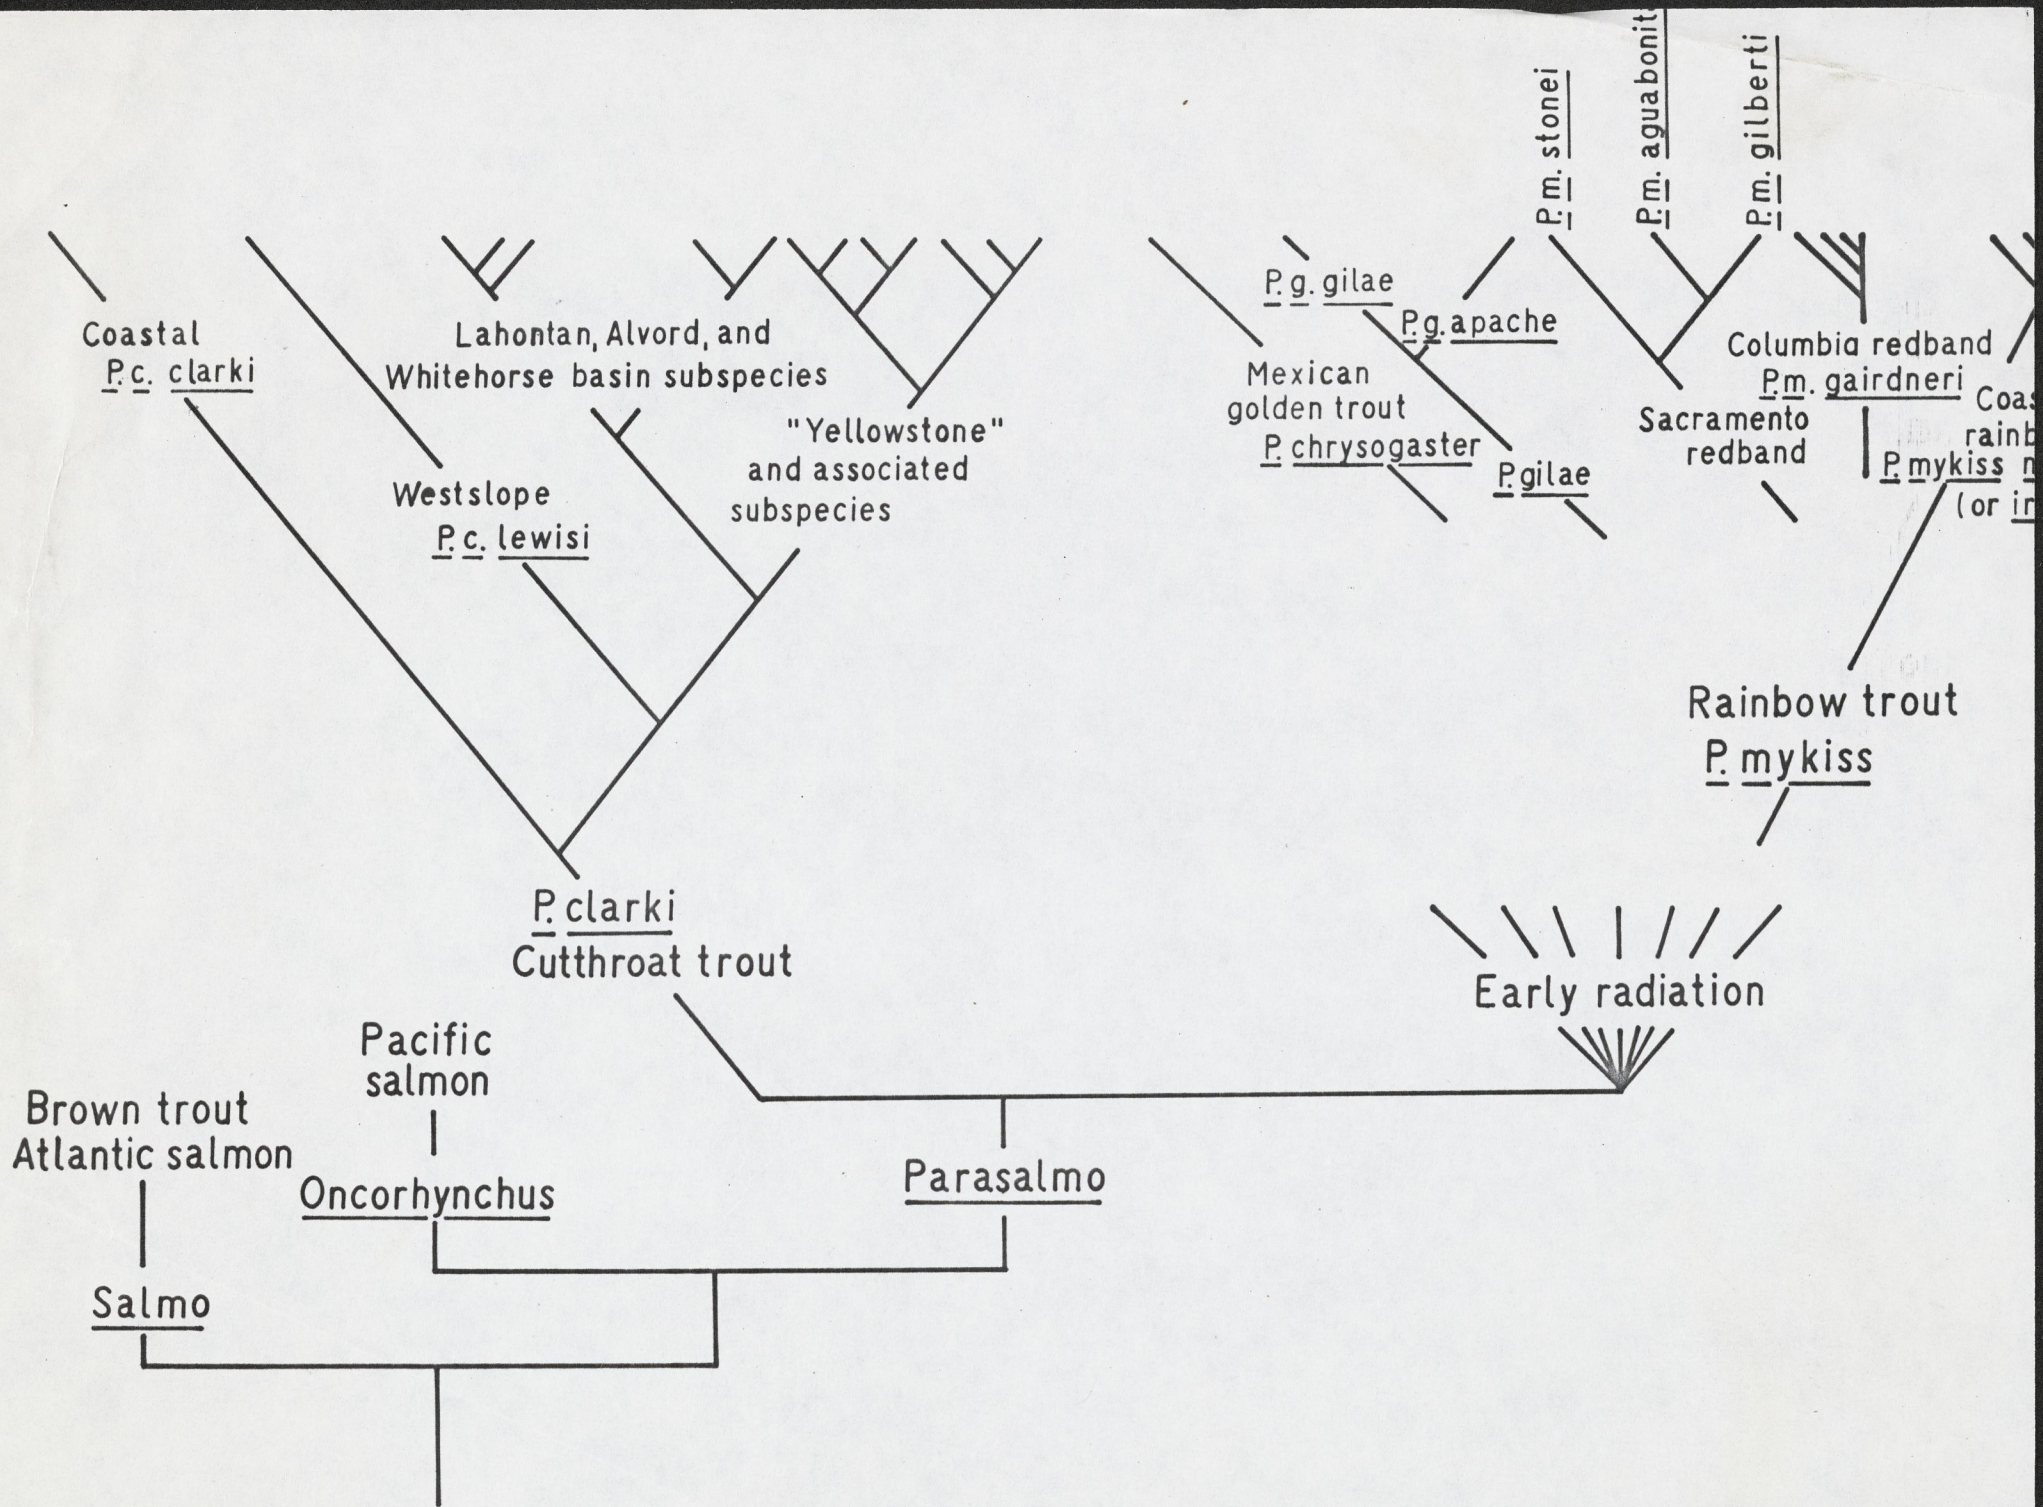 P. m. stonei
P. m. gilberti
P. g. gilae
P. g. apache
Coastal
P. c. clarki
Lahontan, Alvord, and
Whitehorse basin subspecies
"Yellowstone"
and associated
subspecies
Mexican
golden trout
P. chrysogaster
P. gilae
Columbia redband
P. m. gairdneri
Sacramento
redband
P. mykiss
(or
Westslope
P. c. lewisi
Rainbow trout
P. mykiss
P. clarki
Cutthroat trout
Early radiation
Pacific
salmon
Brown trout
Atlantic salmon
Oncorhynchus
Parasalmo
Salmo